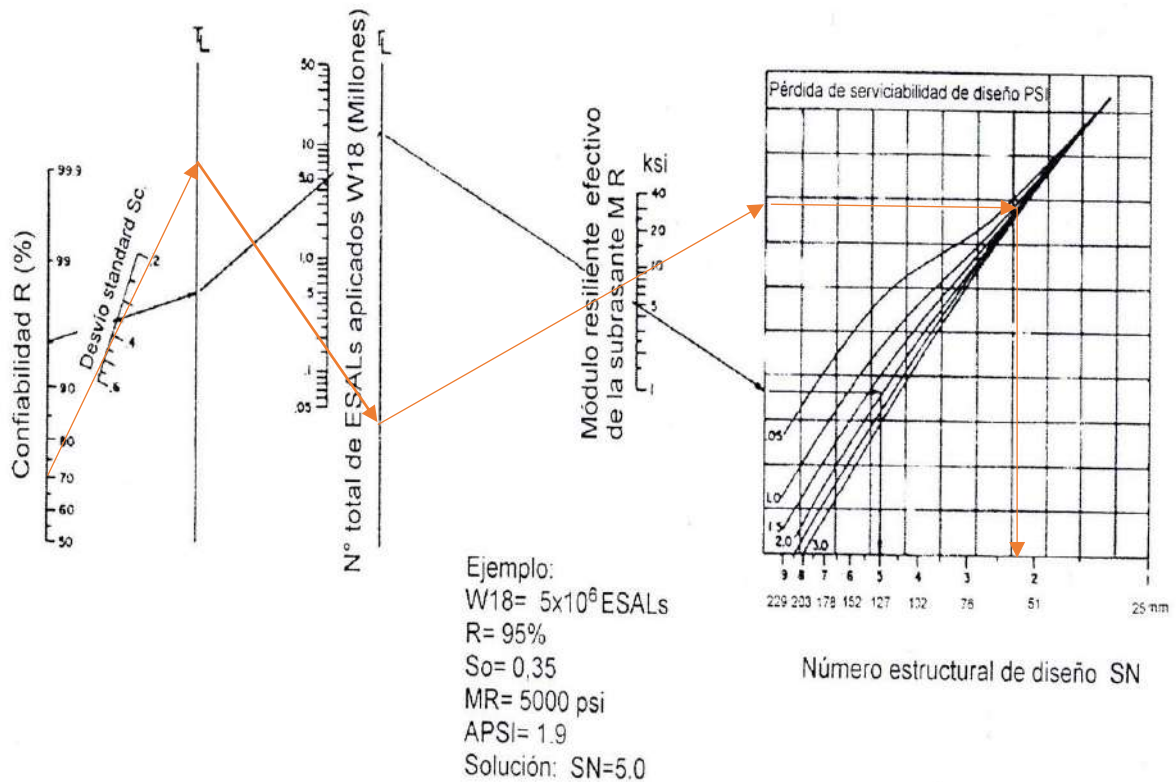 TL
Confiabilidad R (%)
99.9
99
90
80
70
60
50
Desvio standard So.
.2
.4
.6
N° total de ESALs aplicados W18 (Millones)
50
10
5.0
1.0
.5
.1
.05
Módulo resiliente efectivo
de la subrasante M R
ksi
40
20
10
5
1
Pérdida de serviciabilidad de diseño PSI
.05
1.0
1.5
2.0
3.0
9 8 7 6 5 4 3 2 1
229 203 178 152 127 102 76 51 25 mm
Número estructural de diseño SN
Ejemplo:
W18= 5x10⁶ ESALs
R= 95%
So= 0,35
MR= 5000 psi
APSI= 1.9
Solución: SN=5.0